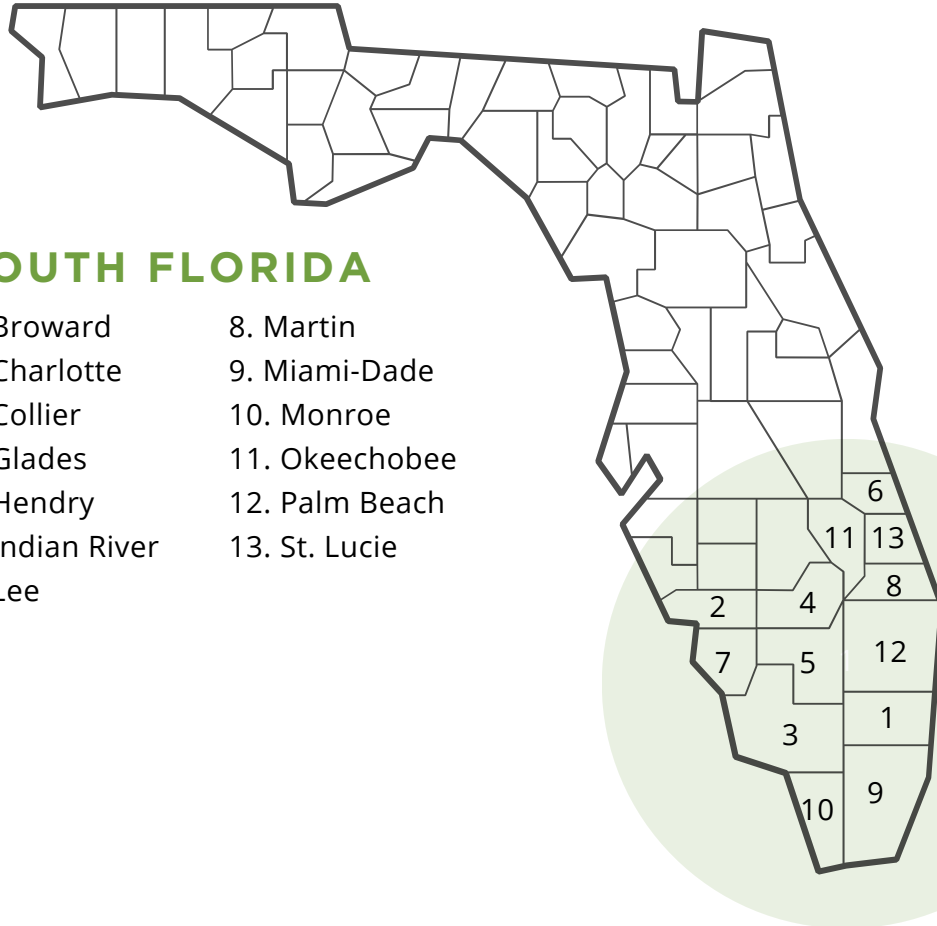 OUTH FLORIDA
Broward
Charlotte
Collier
Glades
Hendry
ndian River
Lee
8. Martin
9. Miami-Dade
10. Monroe
11. Okeechobee
12. Palm Beach
13. St. Lucie
6
11 13
8
2 4
12
7 5
1
3
9
10